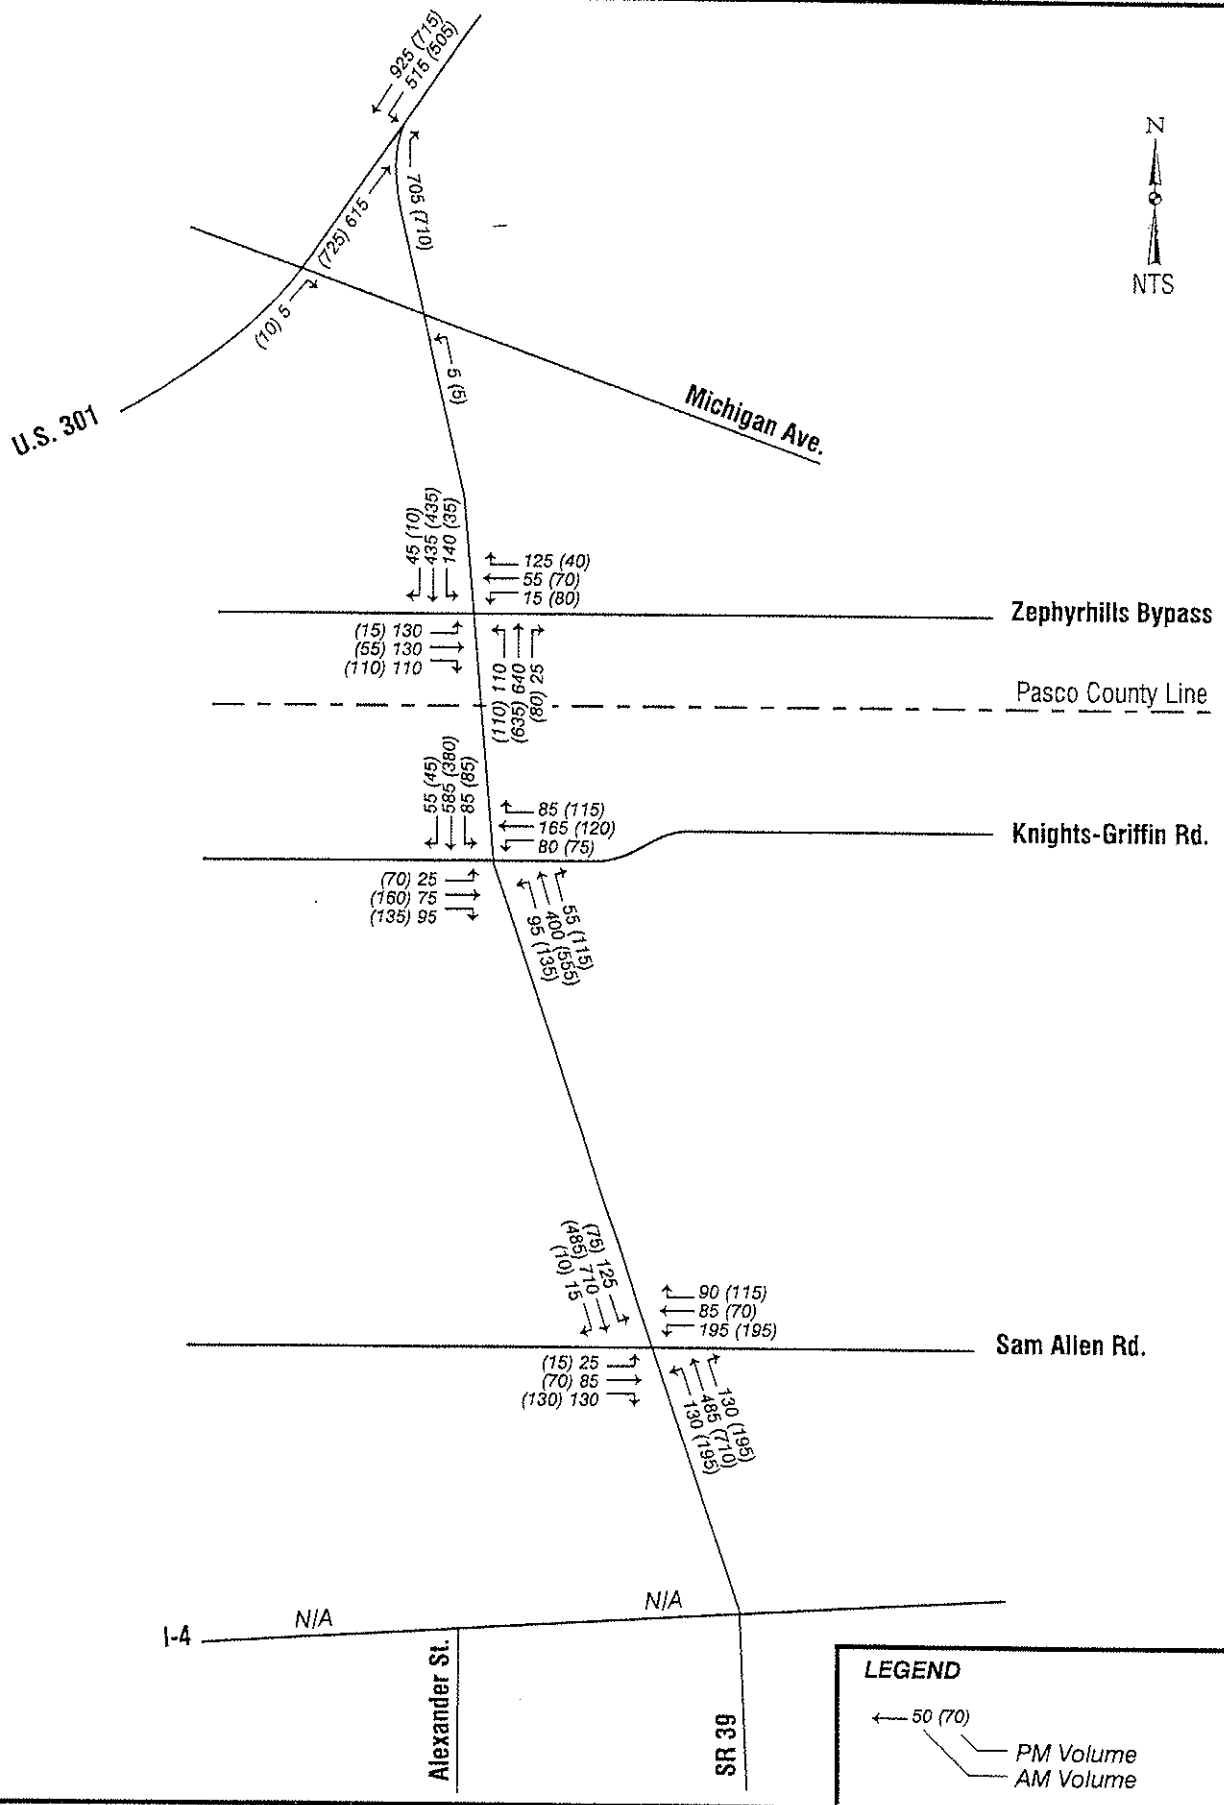 925 (715)
515 (505)
N
NTS
705 (710)
(725) 615
(10) 5
5 (5)
Michigan Ave.
U.S. 301
45 (10)
435 (435)
140 (35)
125 (40)
55 (70)
15 (80)
Zephyrhills Bypass
(15) 130
(55) 130
(110) 110
(110) 110
(635) 640
(80) 25
Pasco County Line
55 (45)
585 (380)
85 (85)
85 (115)
165 (120)
80 (75)
Knights-Griffin Rd.
(70) 25
(160) 75
(135) 95
55 (115)
400 (555)
95 (135)
(75) 125
(485) 710
(10) 15
90 (115)
85 (70)
195 (195)
Sam Allen Rd.
(15) 25
(70) 85
(130) 130
130 (195)
485 (710)
130 (195)
N/A
N/A
I-4
Alexander St.
SR 39
LEGEND
50 (70)
PM Volume
AM Volume